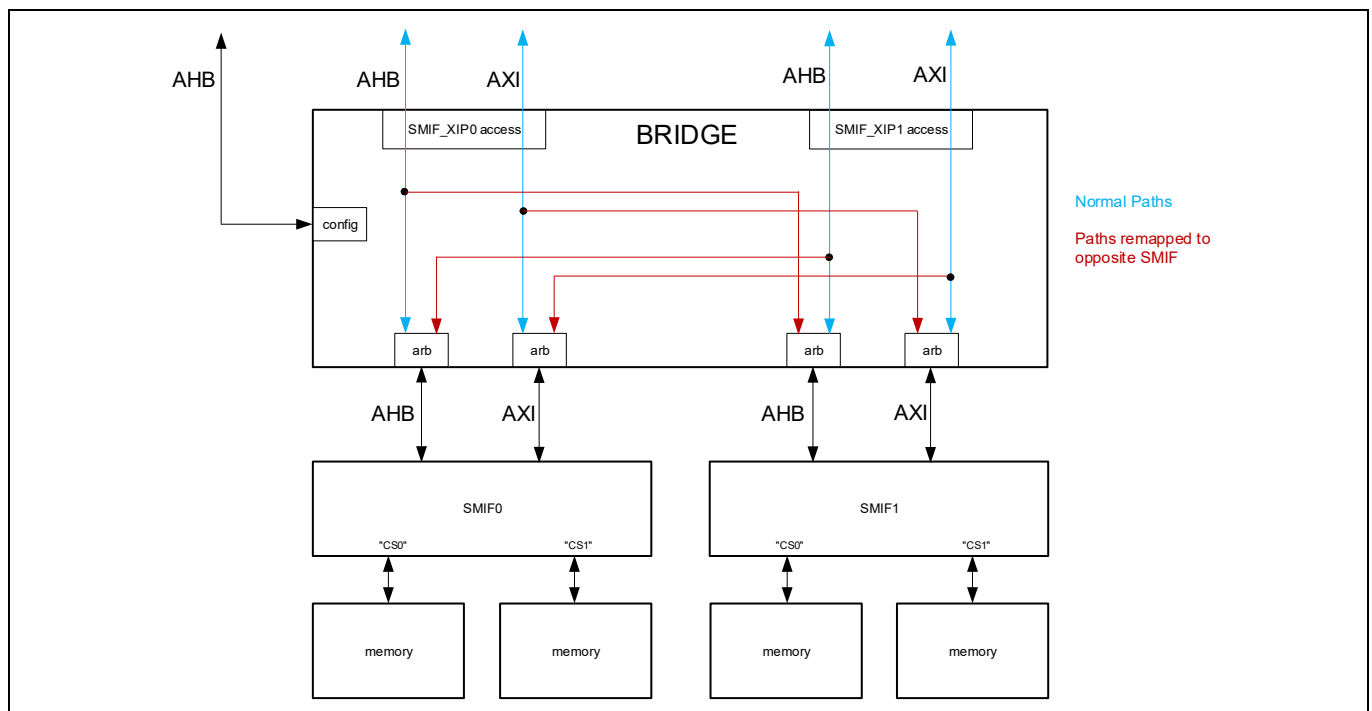 AHB
AHB
AXI
AHB
AXI
SMIF_XIP0 access
BRIDGE
SMIF_XIP1 access
Normal Paths
config
Paths remapped to
opposite SMIF
arb
arb
arb
arb
AHB
AXI
AHB
AXI
SMIF0
SMIF1
"CS0"
"CS1"
"CS0"
"CS1"
memory
memory
memory
memory